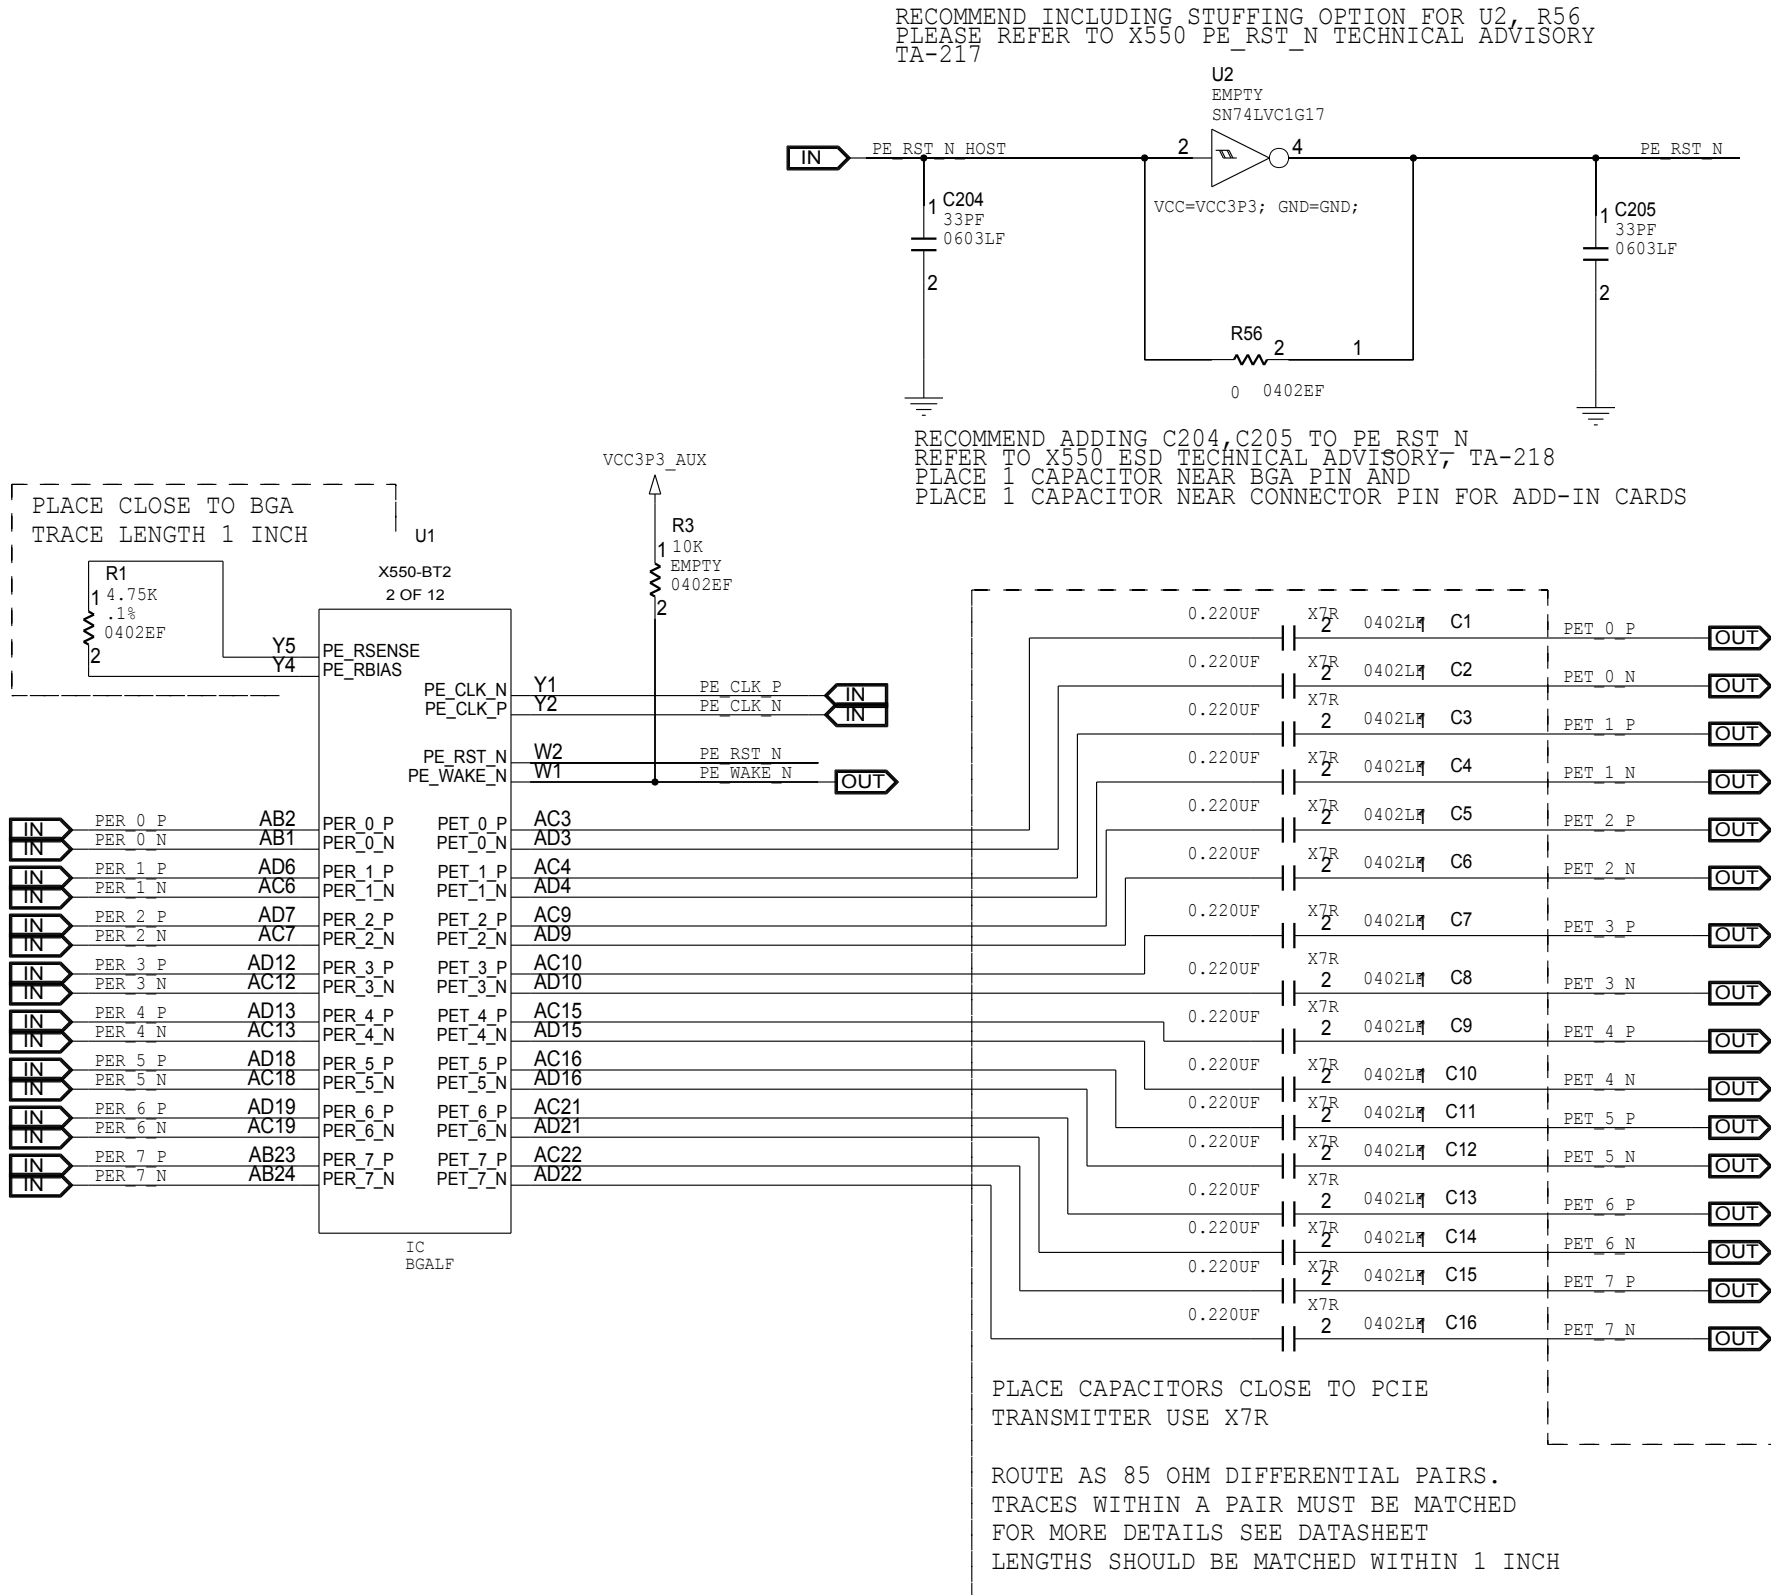 RECOMMEND INCLUDING STUFFING OPTION FOR U2, R56
PLEASE REFER TO X550 PE_RST_N TECHNICAL ADVISORY
TA-217
U2
EMPTY
SN74LVC1G17
IN PE_RST_N_HOST 2 4 PE_RST_N
VCC=VCC3P3; GND=GND;
1 C204
33PF
0603LF
2
1 C205
33PF
0603LF
2
R56
2 1
0 0402EF
RECOMMEND ADDING C204,C205 TO PE_RST_N
REFER TO X550 ESD TECHNICAL ADVISORY, TA-218
PLACE 1 CAPACITOR NEAR BGA PIN AND
PLACE 1 CAPACITOR NEAR CONNECTOR PIN FOR ADD-IN CARDS
VCC3P3_AUX
R3
1 10K
EMPTY
0402EF
2
PLACE CLOSE TO BGA
TRACE LENGTH 1 INCH
R1
1 4.75K
.1%
0402EF
2
U1
X550-BT2
2 OF 12
Y5 PE_RSENSE
Y4 PE_RBIAS
PE_CLK_N Y1 PE_CLK_P IN
PE_CLK_P Y2 PE_CLK_N IN
PE_RST_N W2 PE_RST_N
PE_WAKE_N W1 PE_WAKE_N OUT
IN PER_0_P AB2 PER_0_P PET_0_P AC3
IN PER_0_N AB1 PER_0_N PET_0_N AD3
IN PER_1_P AD6 PER_1_P PET_1_P AC4
IN PER_1_N AC6 PER_1_N PET_1_N AD4
IN PER_2_P AD7 PER_2_P PET_2_P AC9
IN PER_2_N AC7 PER_2_N PET_2_N AD9
IN PER_3_P AD12 PER_3_P PET_3_P AC10
IN PER_3_N AC12 PER_3_N PET_3_N AD10
IN PER_4_P AD13 PER_4_P PET_4_P AC15
IN PER_4_N AC13 PER_4_N PET_4_N AD15
IN PER_5_P AD18 PER_5_P PET_5_P AC16
IN PER_5_N AC18 PER_5_N PET_5_N AD16
IN PER_6_P AD19 PER_6_P PET_6_P AC21
IN PER_6_N AC19 PER_6_N PET_6_N AD21
IN PER_7_P AB23 PER_7_P PET_7_P AC22
IN PER_7_N AB24 PER_7_N PET_7_N AD22
IC
BGALF
0.220UF X7R 2 0402LF 1 C1 PET_0_P OUT
0.220UF X7R 2 0402LF 1 C2 PET_0_N OUT
0.220UF X7R 2 0402LF 1 C3 PET_1_P OUT
0.220UF X7R 2 0402LF 1 C4 PET_1_N OUT
0.220UF X7R 2 0402LF 1 C5 PET_2_P OUT
0.220UF X7R 2 0402LF 1 C6 PET_2_N OUT
0.220UF X7R 2 0402LF 1 C7 PET_3_P OUT
0.220UF X7R 2 0402LF 1 C8 PET_3_N OUT
0.220UF X7R 2 0402LF 1 C9 PET_4_P OUT
0.220UF X7R 2 0402LF 1 C10 PET_4_N OUT
0.220UF X7R 2 0402LF 1 C11 PET_5_P OUT
0.220UF X7R 2 0402LF 1 C12 PET_5_N OUT
0.220UF X7R 2 0402LF 1 C13 PET_6_P OUT
0.220UF X7R 2 0402LF 1 C14 PET_6_N OUT
0.220UF X7R 2 0402LF 1 C15 PET_7_P OUT
0.220UF X7R 2 0402LF 1 C16 PET_7_N OUT
PLACE CAPACITORS CLOSE TO PCIE
TRANSMITTER USE X7R
ROUTE AS 85 OHM DIFFERENTIAL PAIRS.
TRACES WITHIN A PAIR MUST BE MATCHED
FOR MORE DETAILS SEE DATASHEET
LENGTHS SHOULD BE MATCHED WITHIN 1 INCH